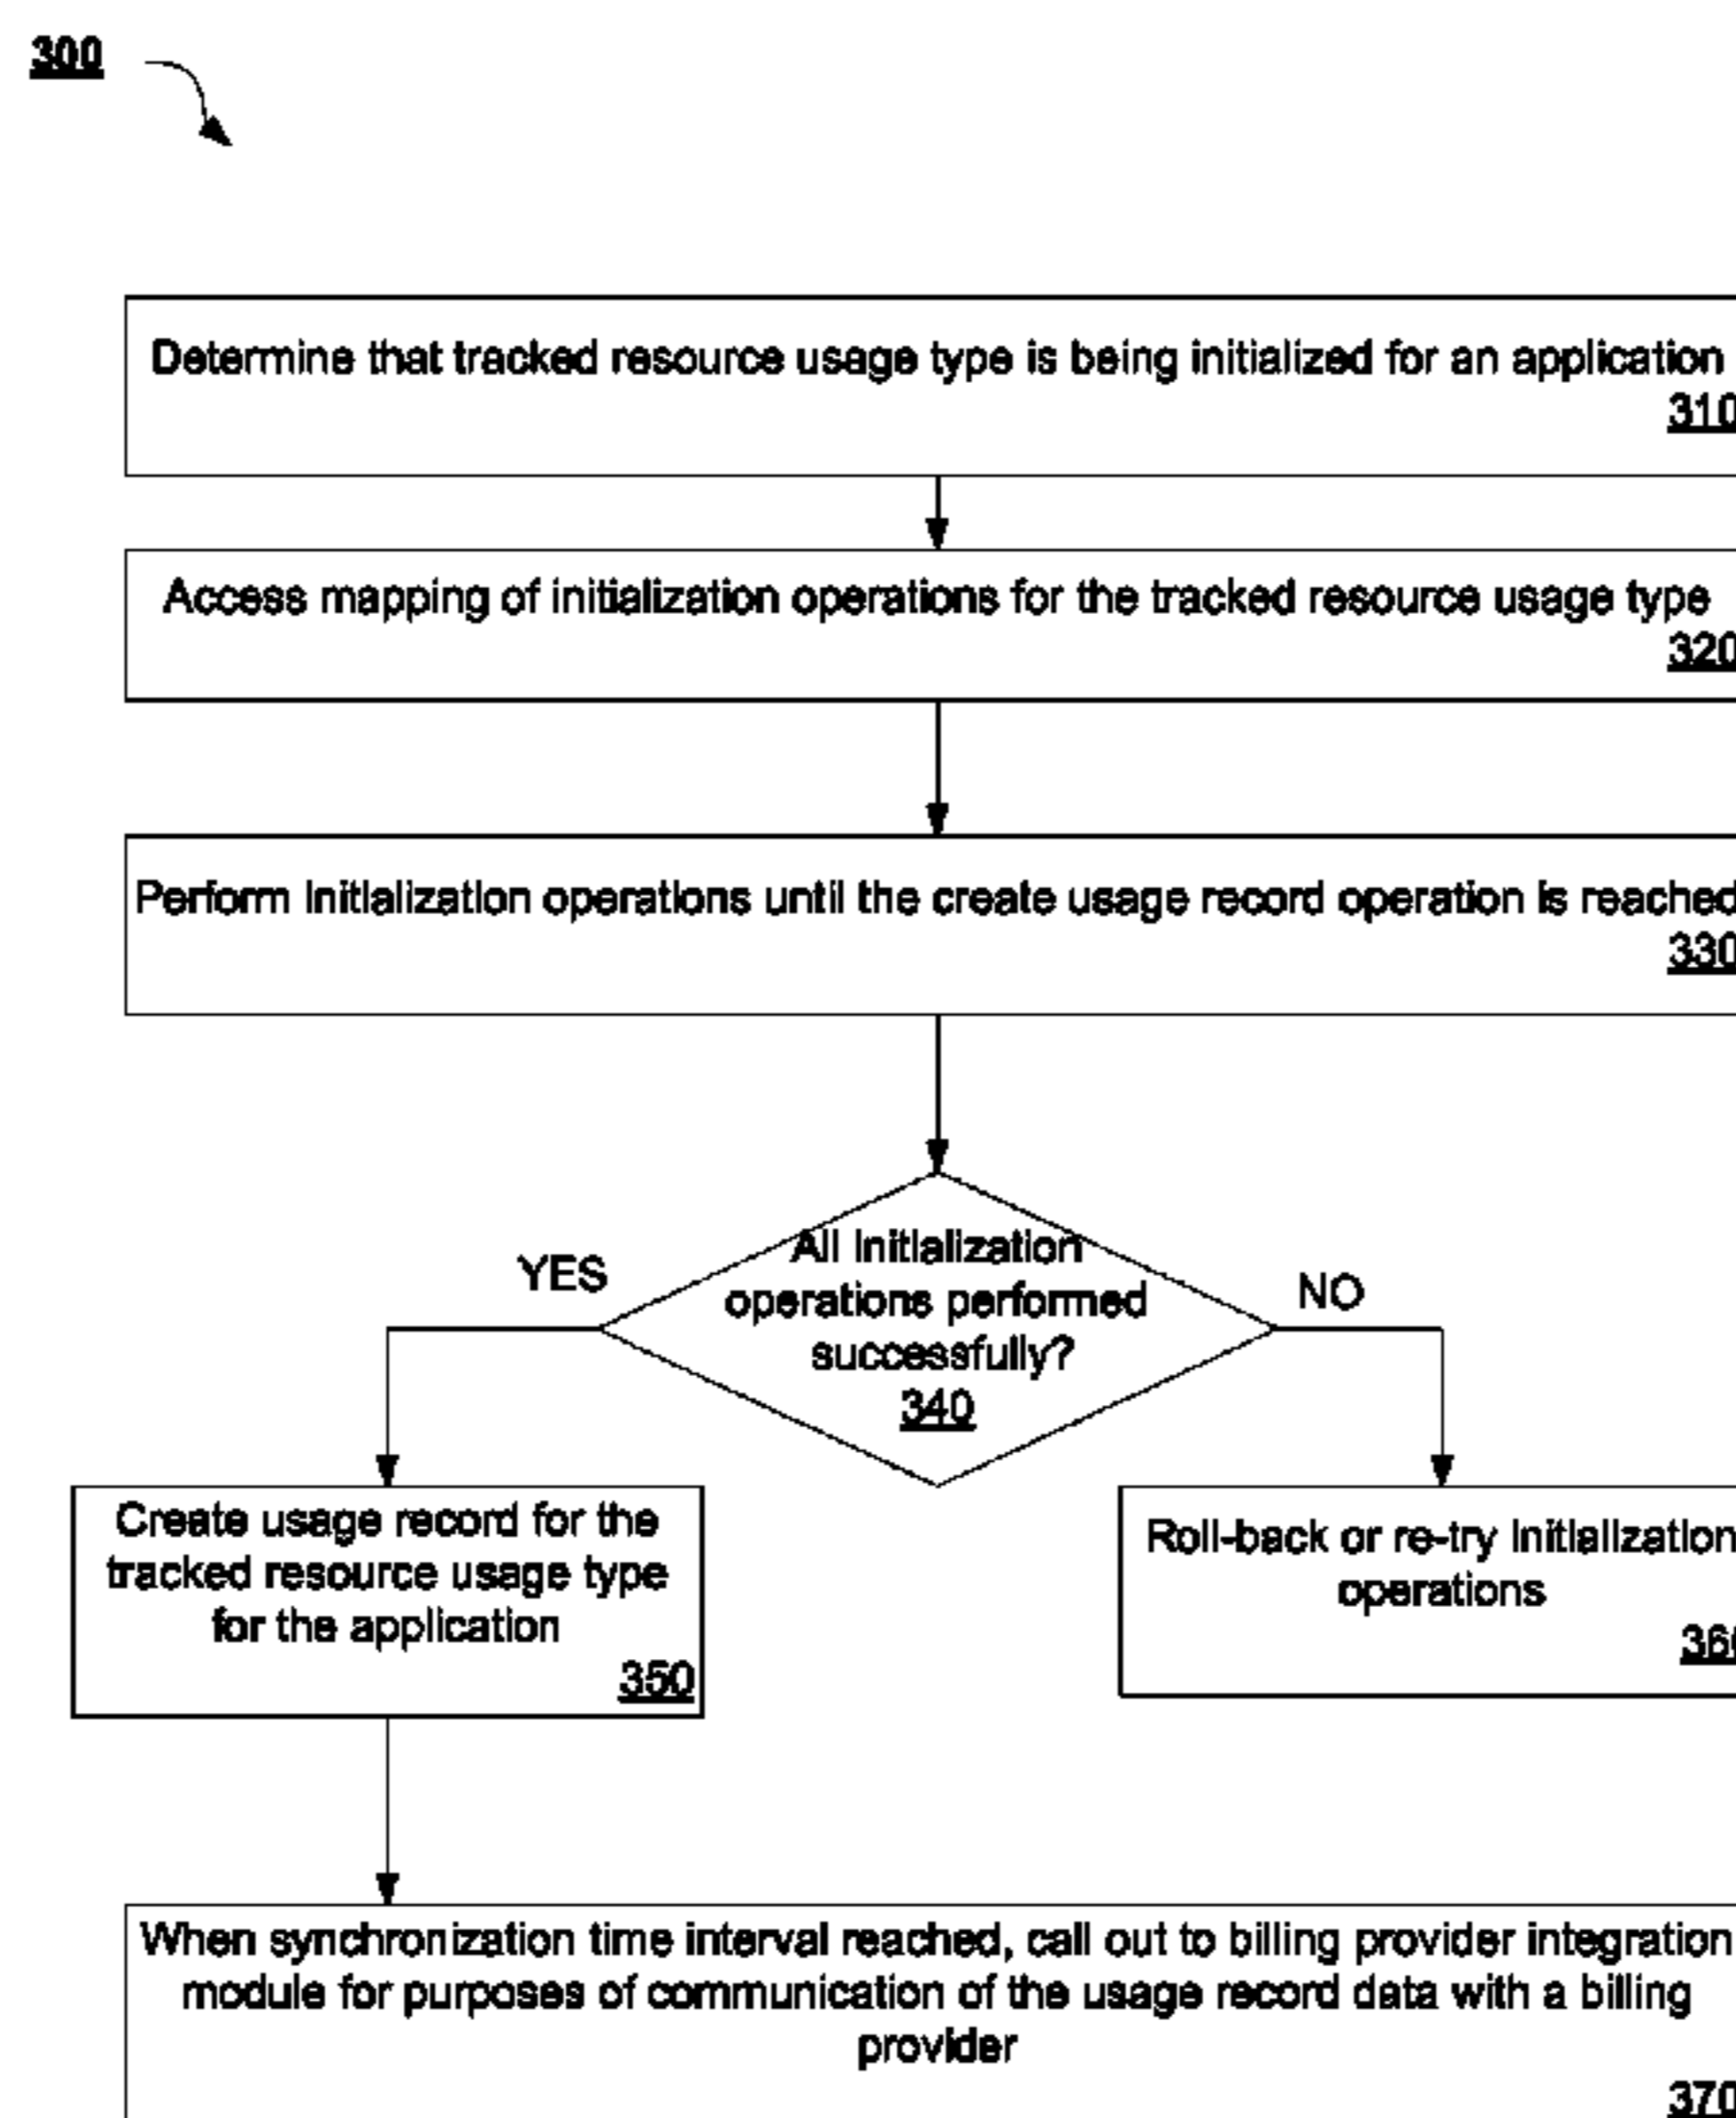 300
Determine that tracked resource usage type is being initialized for an application
310
Access mapping of initialization operations for the tracked resource usage type
320
Perform initialization operations until the create usage record operation is reached
330
All initialization
operations performed
successfully?
340
YES
NO
Create usage record for the
tracked resource usage type
for the application
350
Roll-back or re-try initialization
operations
360
When synchronization time interval reached, call out to billing provider integration
module for purposes of communication of the usage record data with a billing
provider
370